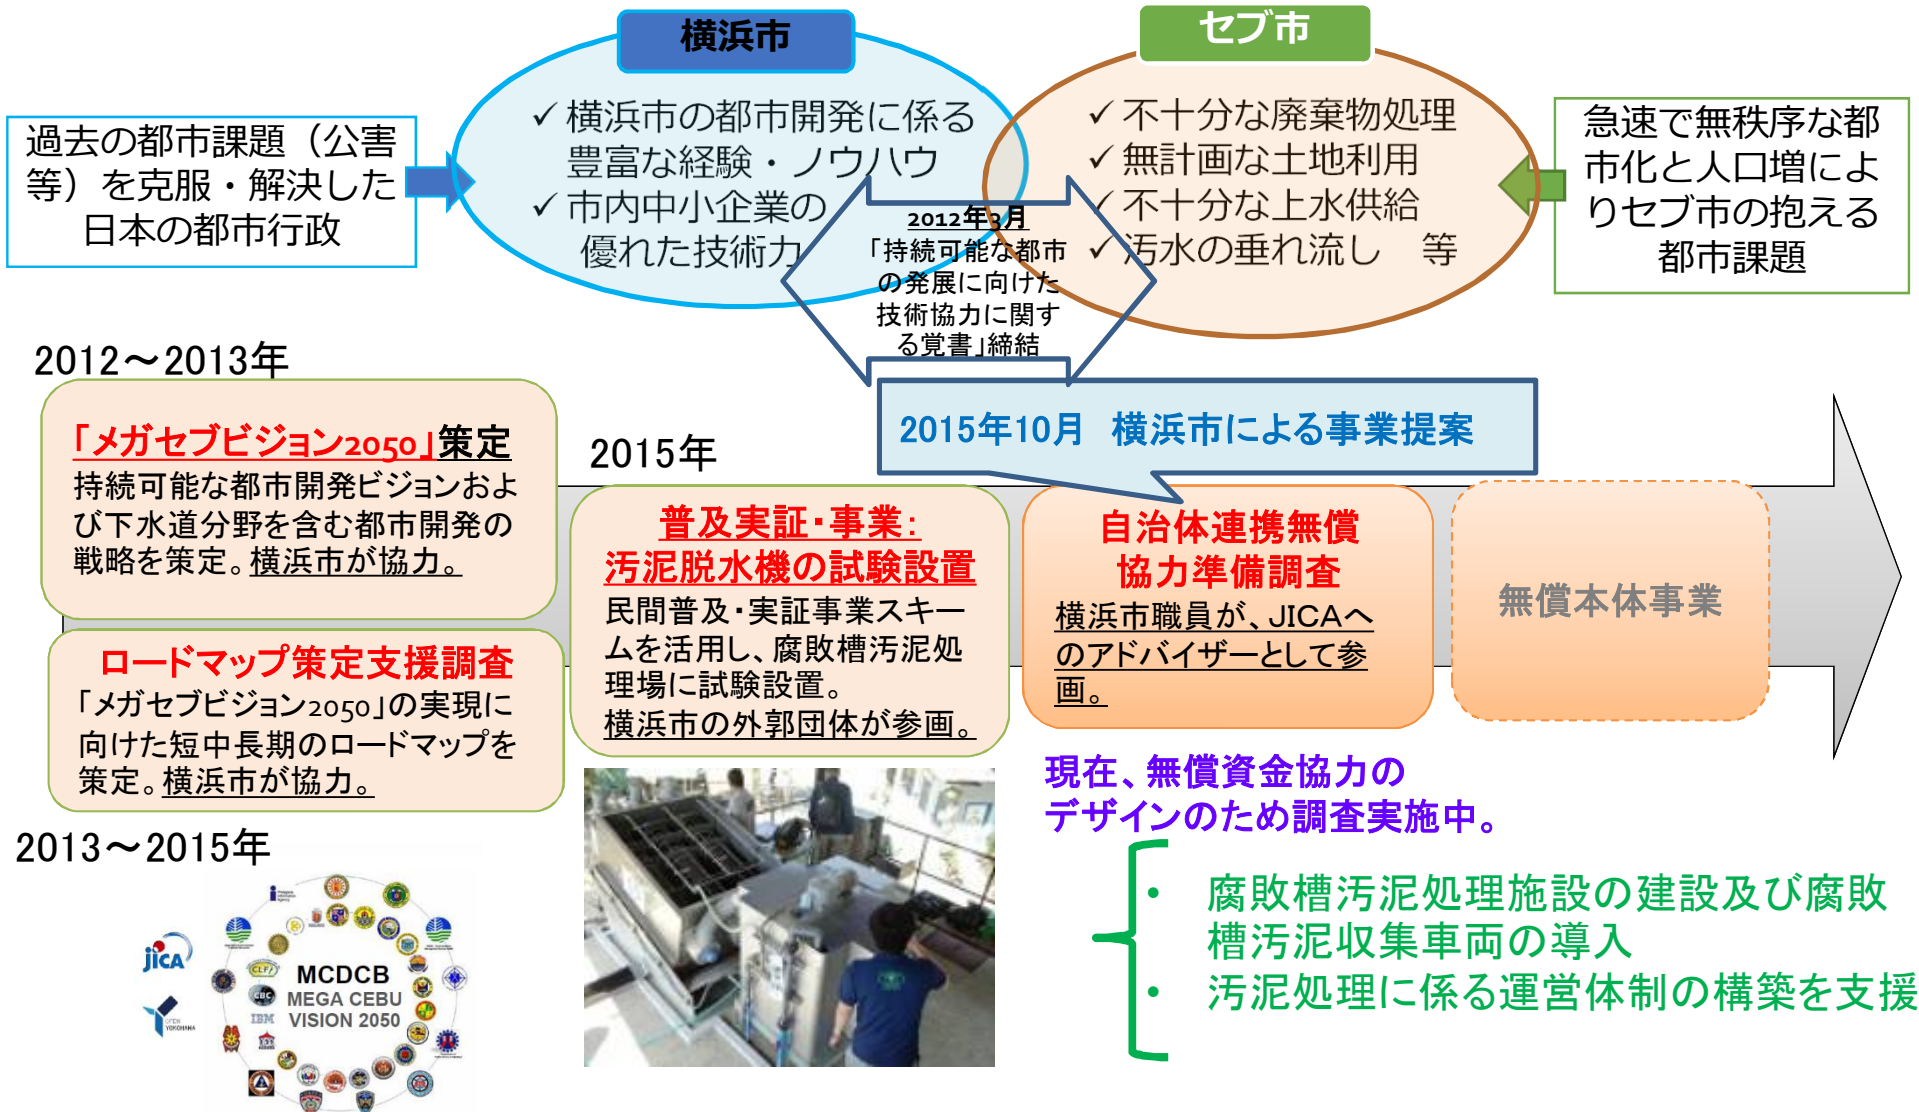 横浜市
セブ市
過去の都市課題（公害
等）を克服・解決した
日本の都市行政
✓ 横浜市の都市開発に係る
豊富な経験・ノウハウ
✓ 市内中小企業の
優れた技術力
✓ 不十分な廃棄物処理
✓ 無計画な土地利用
✓ 不十分な上水供給
✓ 汚水の垂れ流し　等
急速で無秩序な都
市化と人口増によ
りセブ市の抱える
都市課題
2012年3月
「持続可能な都市
の発展に向けた
技術協力に関す
る覚書」締結
2012～2013年
「メガセブビジョン2050」策定
持続可能な都市開発ビジョンおよ
び下水道分野を含む都市開発の
戦略を策定。横浜市が協力。
ロードマップ策定支援調査
「メガセブビジョン2050」の実現に
向けた短中長期のロードマップを
策定。横浜市が協力。
2013～2015年
2015年
普及実証・事業：
汚泥脱水機の試験設置
民間普及・実証事業スキー
ムを活用し、腐敗槽汚泥処
理場に試験設置。
横浜市の外郭団体が参画。
2015年10月　横浜市による事業提案
自治体連携無償
協力準備調査
横浜市職員が、JICAへ
のアドバイザーとして参
画。
無償本体事業
現在、無償資金協力の
デザインのため調査実施中。
• 腐敗槽汚泥処理施設の建設及び腐敗
槽汚泥収集車両の導入
• 汚泥処理に係る運営体制の構築を支援
jICA
OPEN
YOKOHAMA
MCDCB
MEGA CEBU
VISION 2050
CLFI
CBC
IBM